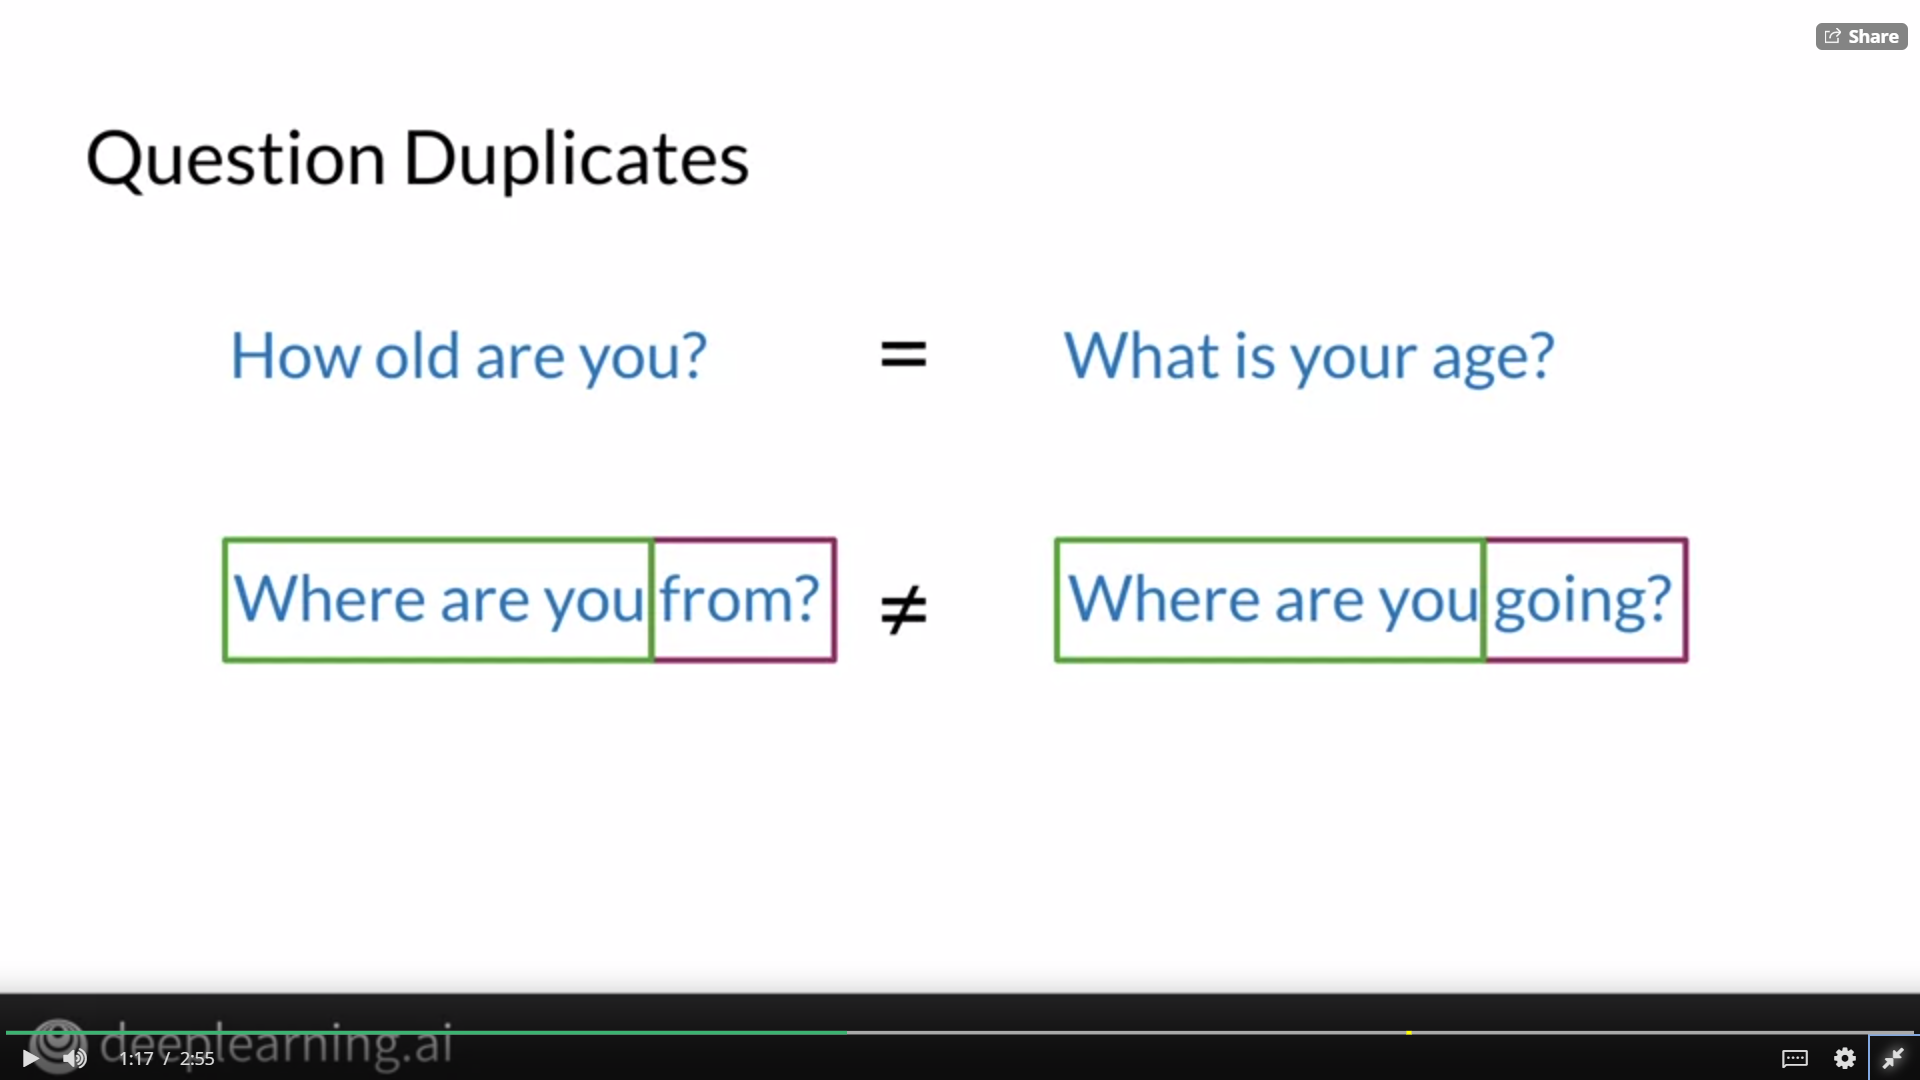 Share
Question Duplicates
How old are you? = What is your age?
Where are you from? ≠ Where are you going?
deeplearning.ai
1:17 / 2:55